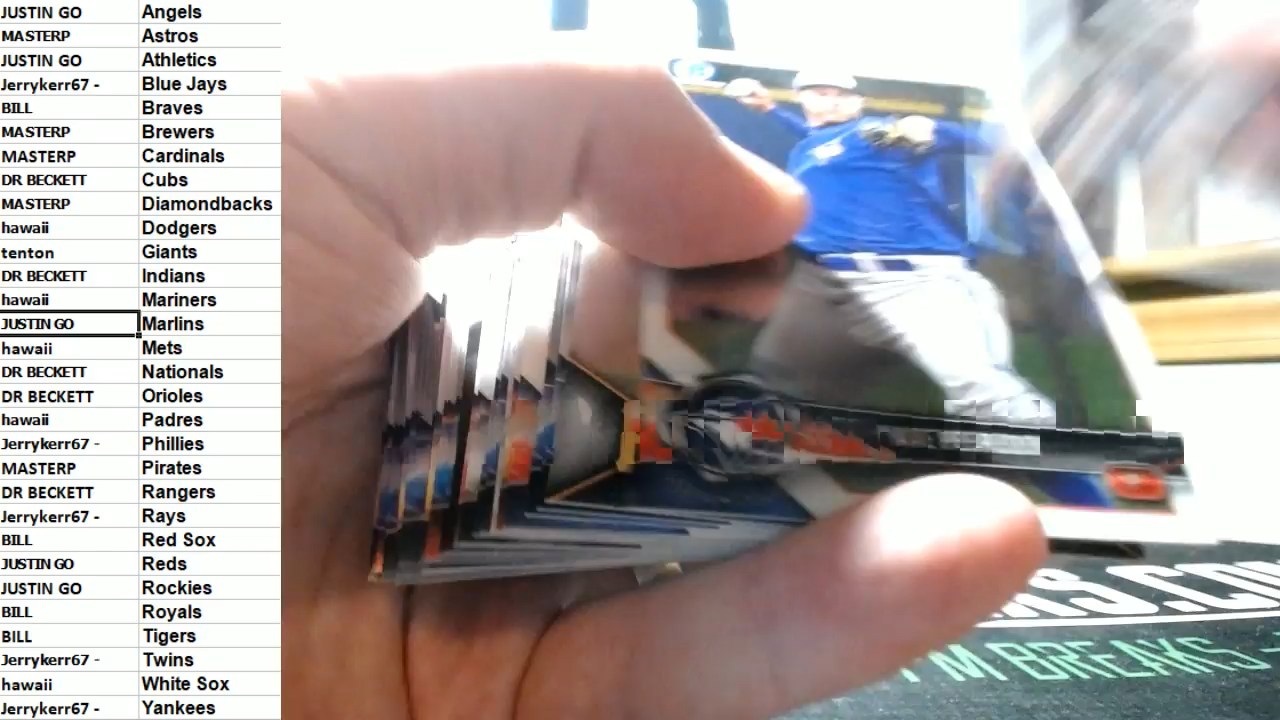 JUSTIN GO Angels
MASTERP Astros
JUSTIN GO Athletics
Jerrykerr67 - Blue Jays
BILL Braves
MASTERP Brewers
MASTERP Cardinals
DR BECKETT Cubs
MASTERP Diamondbacks
hawaii Dodgers
tenton Giants
DR BECKETT Indians
hawaii Mariners
JUSTIN GO Marlins
hawaii Mets
DR BECKETT Nationals
DR BECKETT Orioles
hawaii Padres
Jerrykerr67 - Phillies
MASTERP Pirates
DR BECKETT Rangers
Jerrykerr67 - Rays
BILL Red Sox
JUSTIN GO Reds
JUSTIN GO Rockies
BILL Royals
BILL Tigers
Jerrykerr67 - Twins
hawaii White Sox
Jerrykerr67 - Yankees
BREAKS